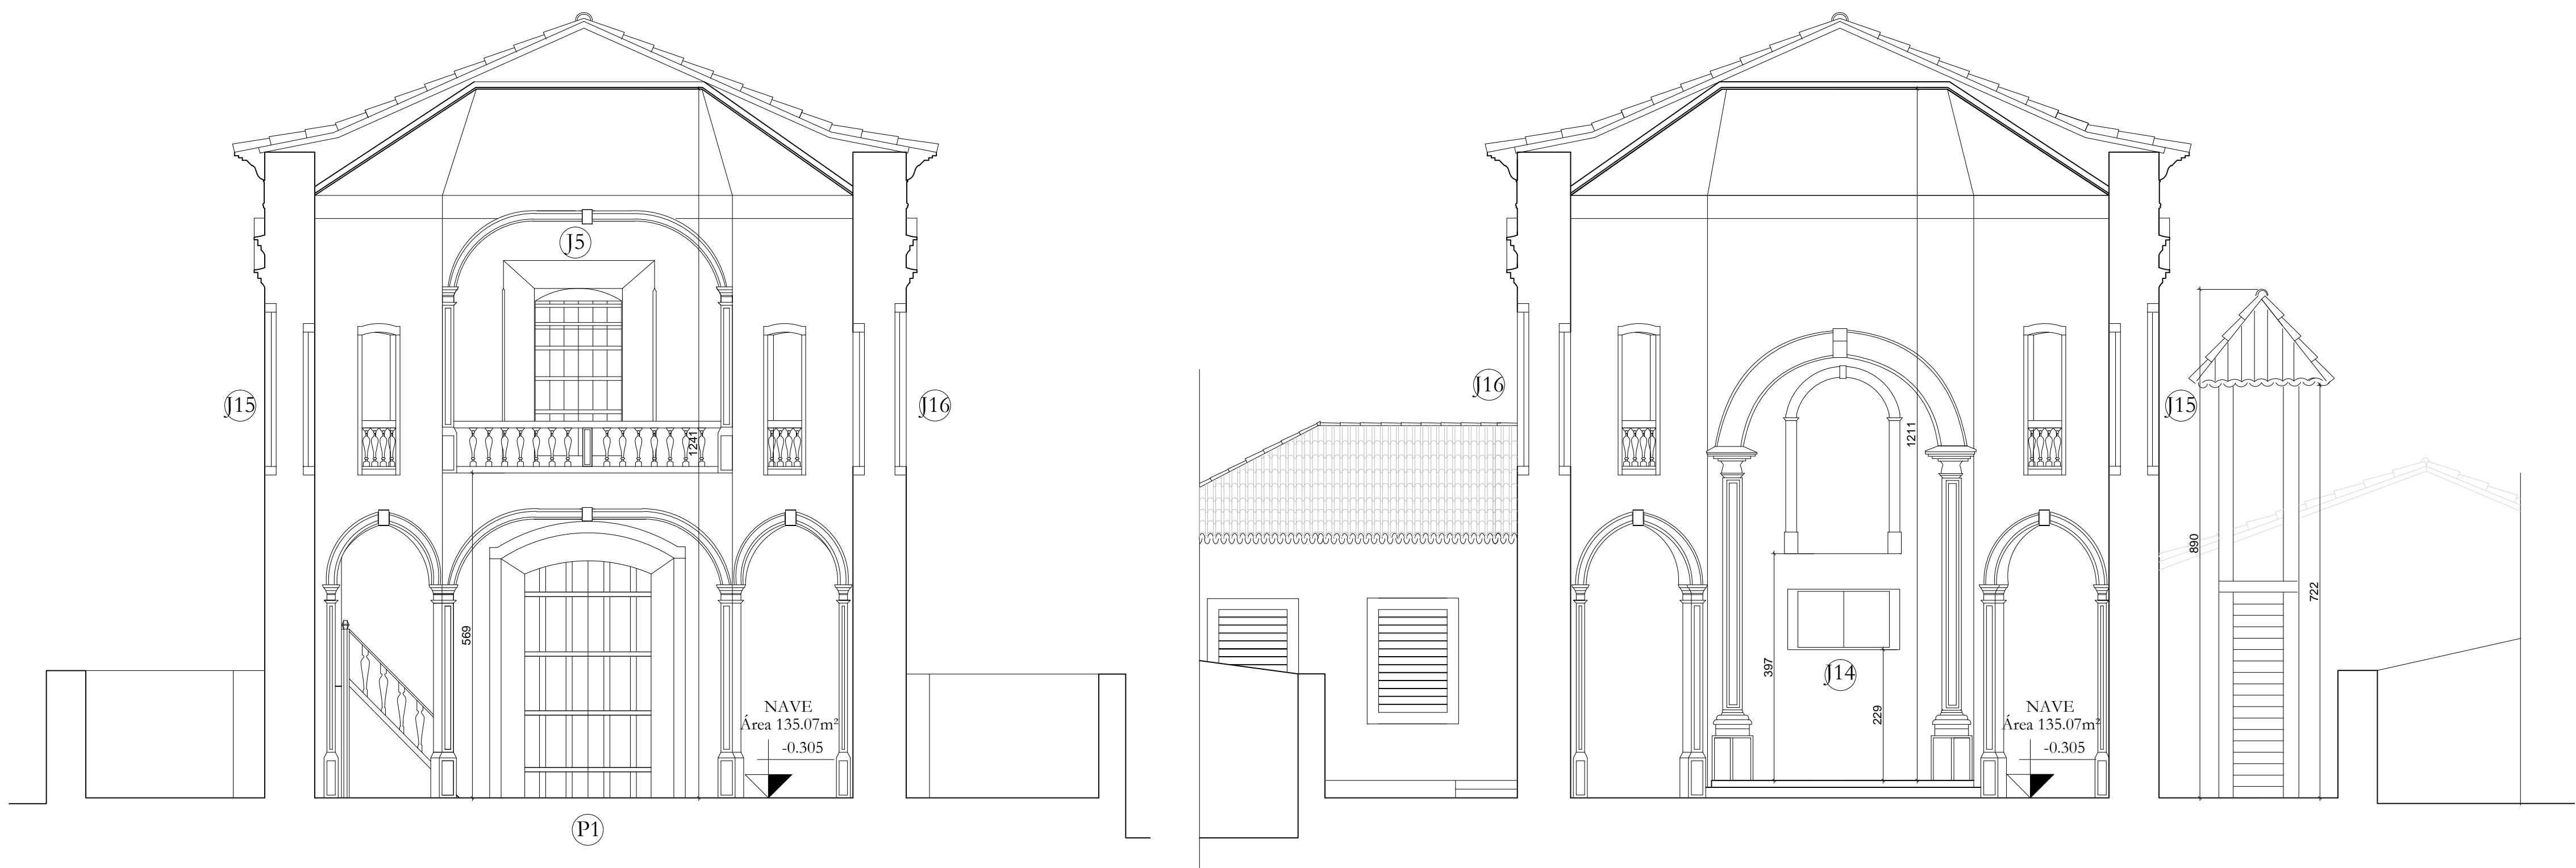 J5
J15
J16
1241
569
NAVE
Área 135.07m²
-0.305
P1
J16
J15
1211
890
722
397
J14
229
NAVE
Área 135.07m²
-0.305